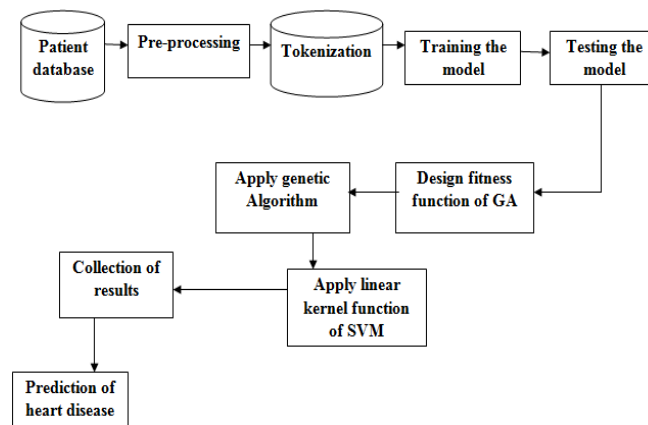 Patient
database
Pre-processing
Tokenization
Training the
model
Testing the
model
Apply genetic
Algorithm
Design fitness
function of GA
Collection of
results
Apply linear
kernel function
of SVM
Prediction of
heart disease